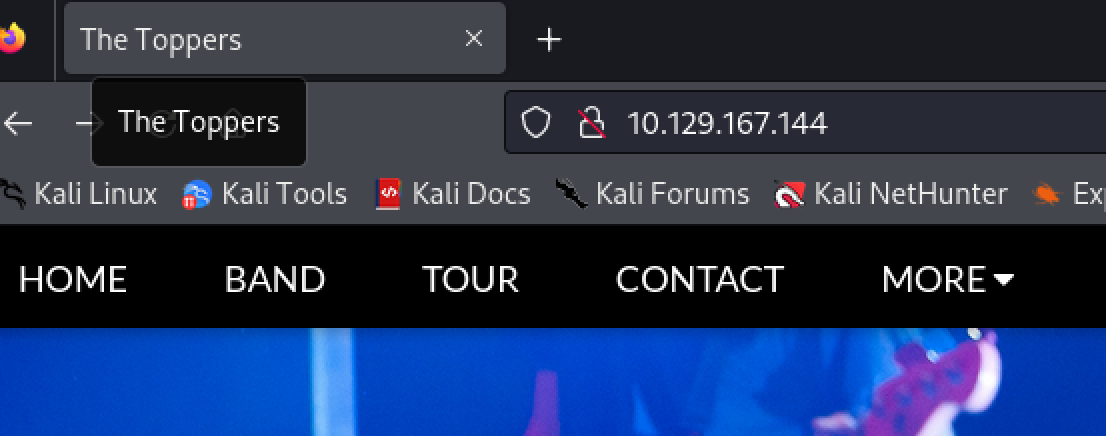 The Toppers
The Toppers
10.129.167.144
Kali Linux Kali Tools Kali Docs Kali Forums Kali NetHunter
HOME BAND TOUR CONTACT MORE